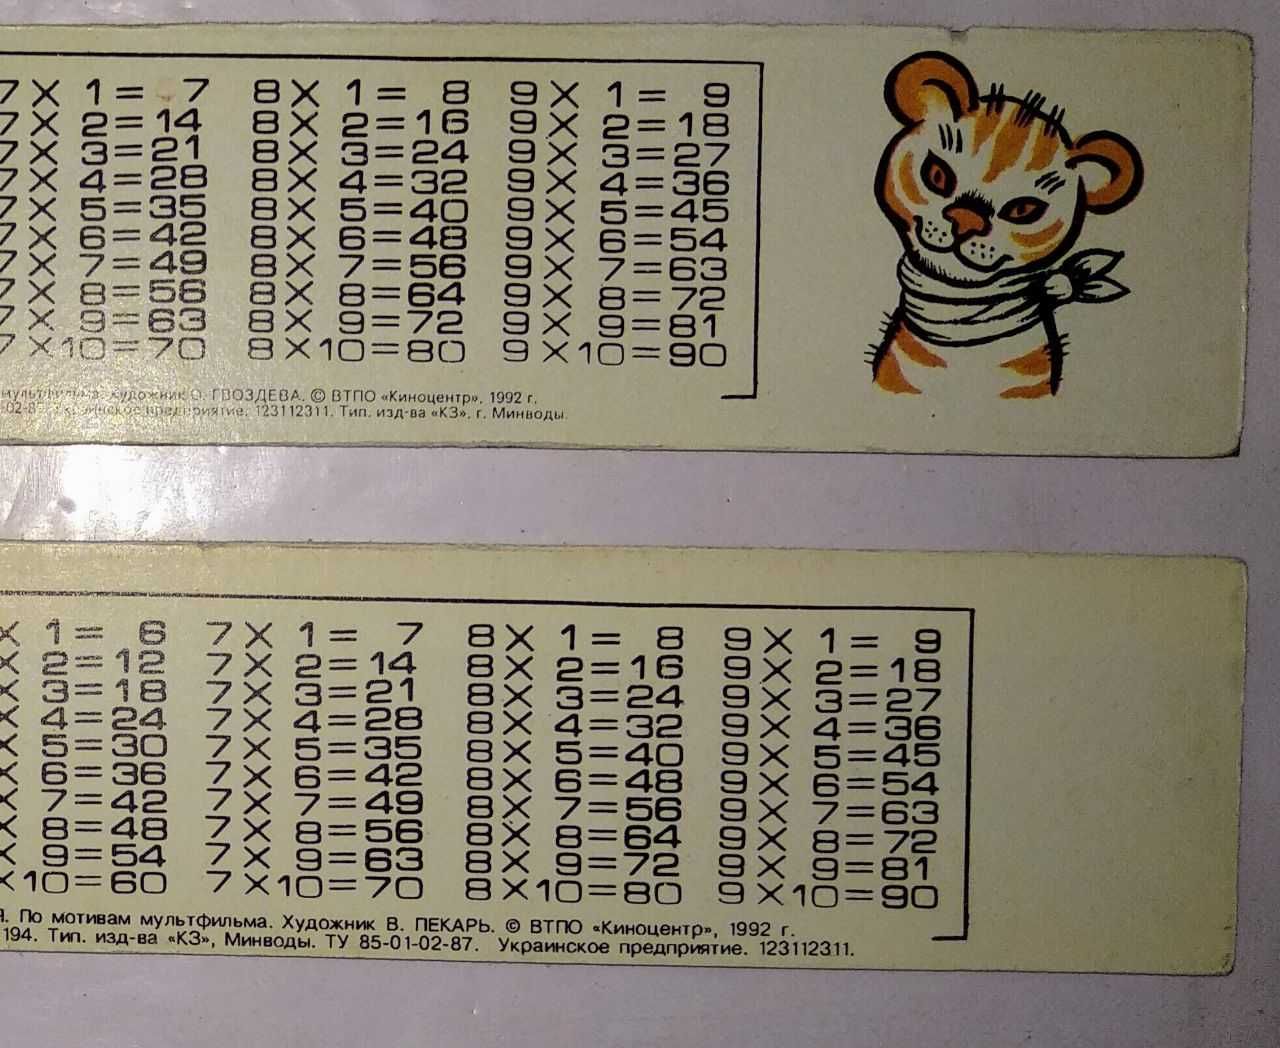 7 X 1 = 7 8 X 1 = 8 9 X 1 = 9
7 X 2 = 14 8 X 2 = 16 9 X 2 = 18
7 X 3 = 21 8 X 3 = 24 9 X 3 = 27
7 X 4 = 28 8 X 4 = 32 9 X 4 = 36
7 X 5 = 35 8 X 5 = 40 9 X 5 = 45
7 X 6 = 42 8 X 6 = 48 9 X 6 = 54
7 X 7 = 49 8 X 7 = 56 9 X 7 = 63
7 X 8 = 56 8 X 8 = 64 9 X 8 = 72
7 X 9 = 63 8 X 9 = 72 9 X 9 = 81
7 X 10 = 70 8 X 10 = 80 9 X 10 = 90
мультфильма. Художник О. ГВОЗДЕВА. © ВТПО «Киноцентр», 1992 г.
-02-87. Украинское предприятие. 123112311. Тип. изд-ва «КЗ», г. Минводы.
X 1 = 6 7 X 1 = 7 8 X 1 = 8 9 X 1 = 9
X 2 = 12 7 X 2 = 14 8 X 2 = 16 9 X 2 = 18
X 3 = 18 7 X 3 = 21 8 X 3 = 24 9 X 3 = 27
X 4 = 24 7 X 4 = 28 8 X 4 = 32 9 X 4 = 36
X 5 = 30 7 X 5 = 35 8 X 5 = 40 9 X 5 = 45
X 6 = 36 7 X 6 = 42 8 X 6 = 48 9 X 6 = 54
X 7 = 42 7 X 7 = 49 8 X 7 = 56 9 X 7 = 63
X 8 = 48 7 X 8 = 56 8 X 8 = 64 9 X 8 = 72
X 9 = 54 7 X 9 = 63 8 X 9 = 72 9 X 9 = 81
X 10 = 60 7 X 10 = 70 8 X 10 = 80 9 X 10 = 90
Я. По мотивам мультфильма. Художник В. ПЕКАРЬ. © ВТПО «Киноцентр», 1992 г.
194. Тип. изд-ва «КЗ», Минводы. ТУ 85-01-02-87. Украинское предприятие. 123112311.